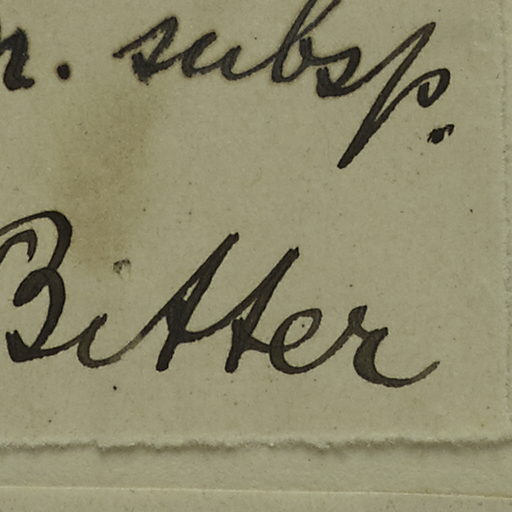 . subsp.
Bitter